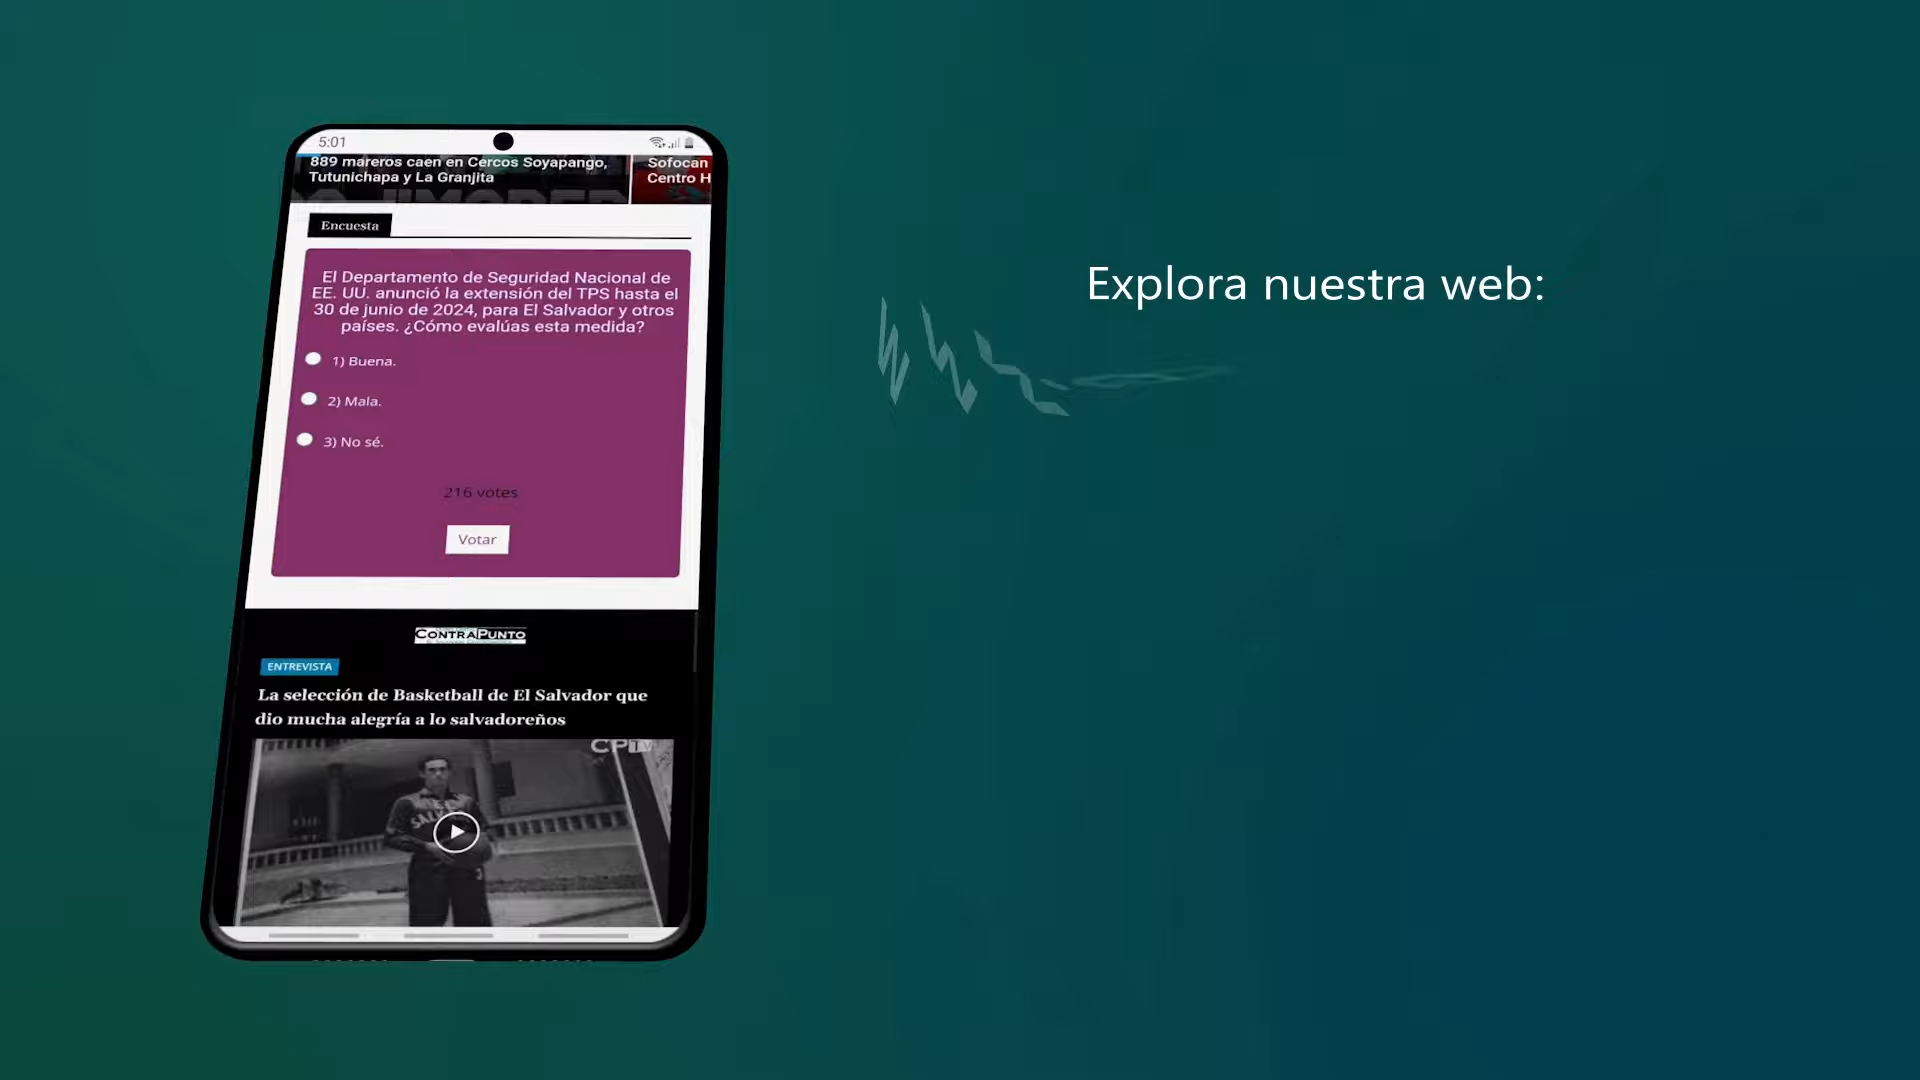 5:01
889 mareros caen en Cercos Soyapango,
Tutunichapa y La Granjita
Sofocan
Centro H
Encuesta
El Departamento de Seguridad Nacional de
EE. UU. anunció la extensión del TPS hasta el
30 de junio de 2024, para El Salvador y otros
países. ¿Cómo evalúas esta medida?
1) Buena.
2) Mala.
3) No sé.
216 votes
Votar
CONTRAPUNTO
ENTREVISTA
La selección de Basketball de El Salvador que
dio mucha alegría a lo salvadoreños
CPTV
Explora nuestra web: